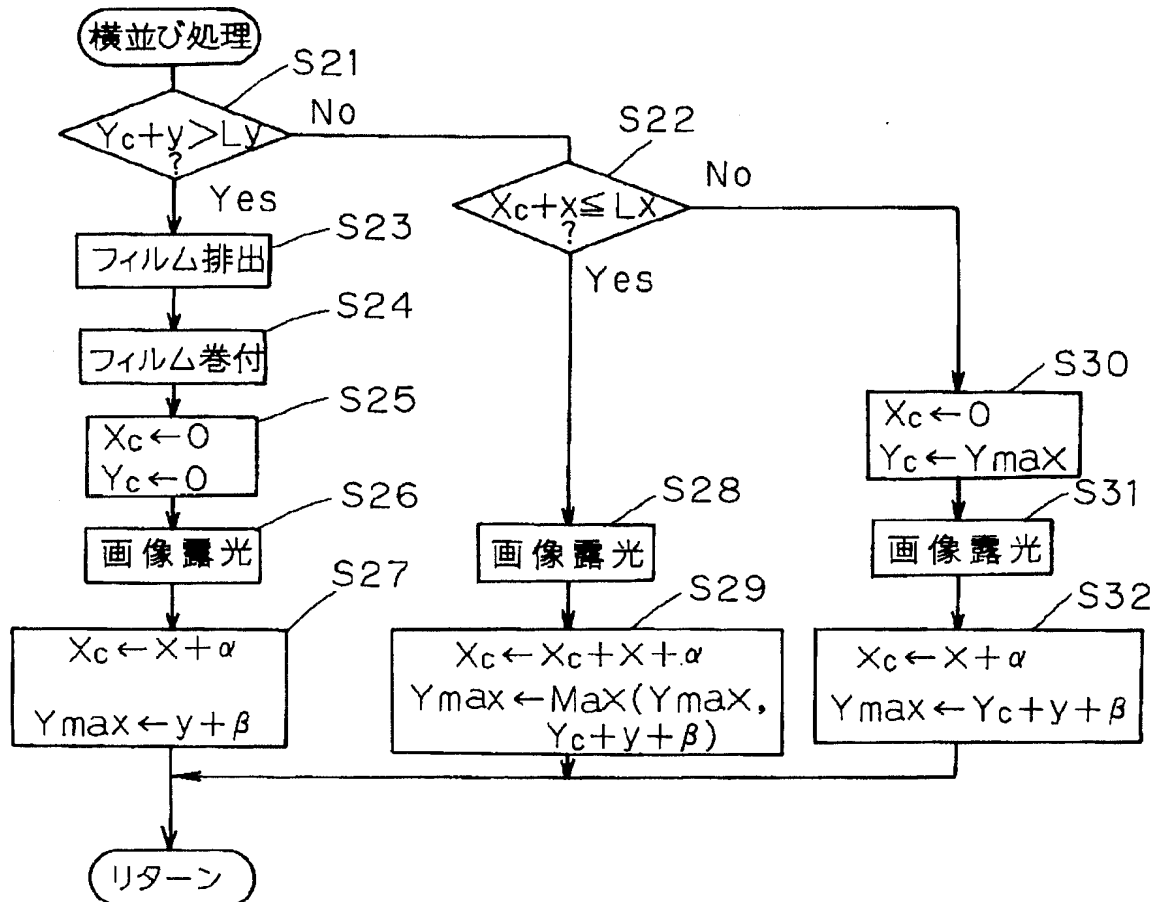 横並び処理
S21
Yc+y>Ly
?
No
Yes
S22
Xc+x≦Lx
?
No
Yes
S23
フィルム排出
S24
フィルム巻付
S25
Xc←0
Yc←0
S26
画像露光
S27
Xc←x+α
Ymax←y+β
S28
画像露光
S29
Xc←Xc+x+α
Ymax←Max(Ymax,
Yc+y+β)
S30
Xc←0
Yc←Ymax
S31
画像露光
S32
Xc←x+α
Ymax←Yc+y+β
リターン